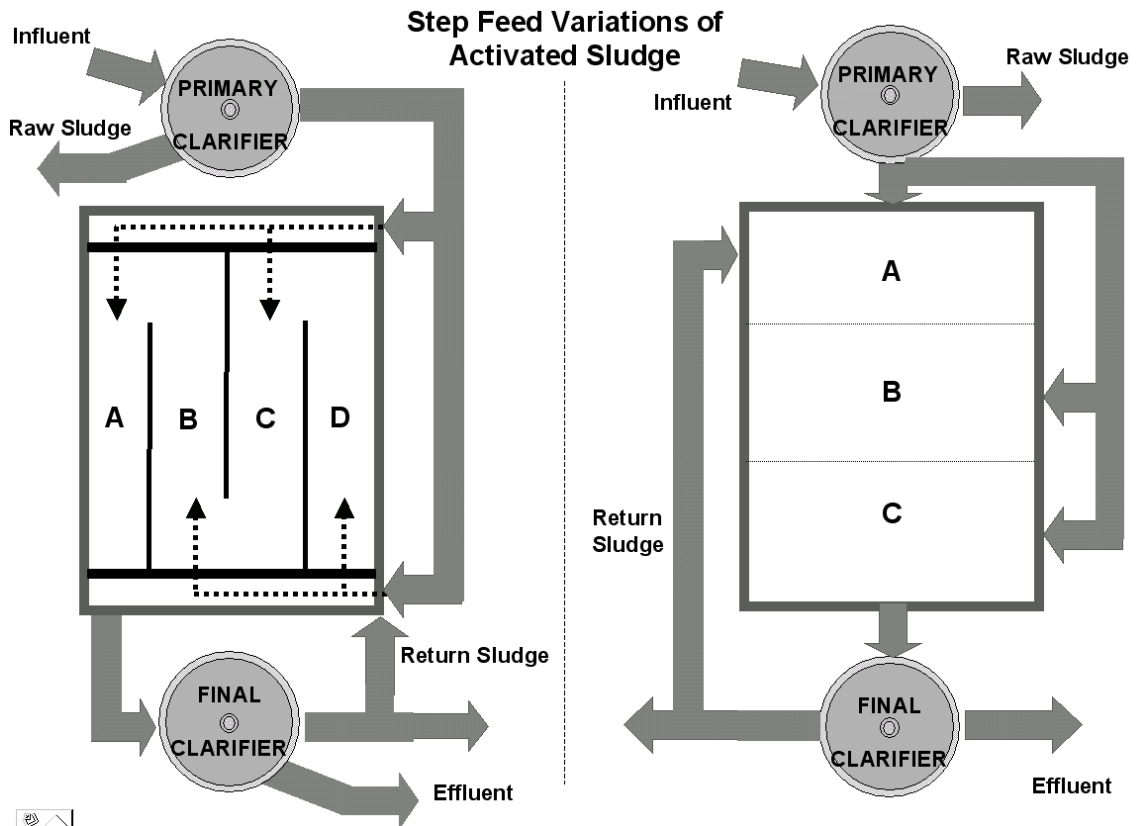 Step Feed Variations of
Activated Sludge
Influent
PRIMARY
CLARIFIER
Raw Sludge
A
B
C
D
Return Sludge
FINAL
CLARIFIER
Effluent
Influent
PRIMARY
CLARIFIER
Raw Sludge
A
B
C
Return
Sludge
FINAL
CLARIFIER
Effluent